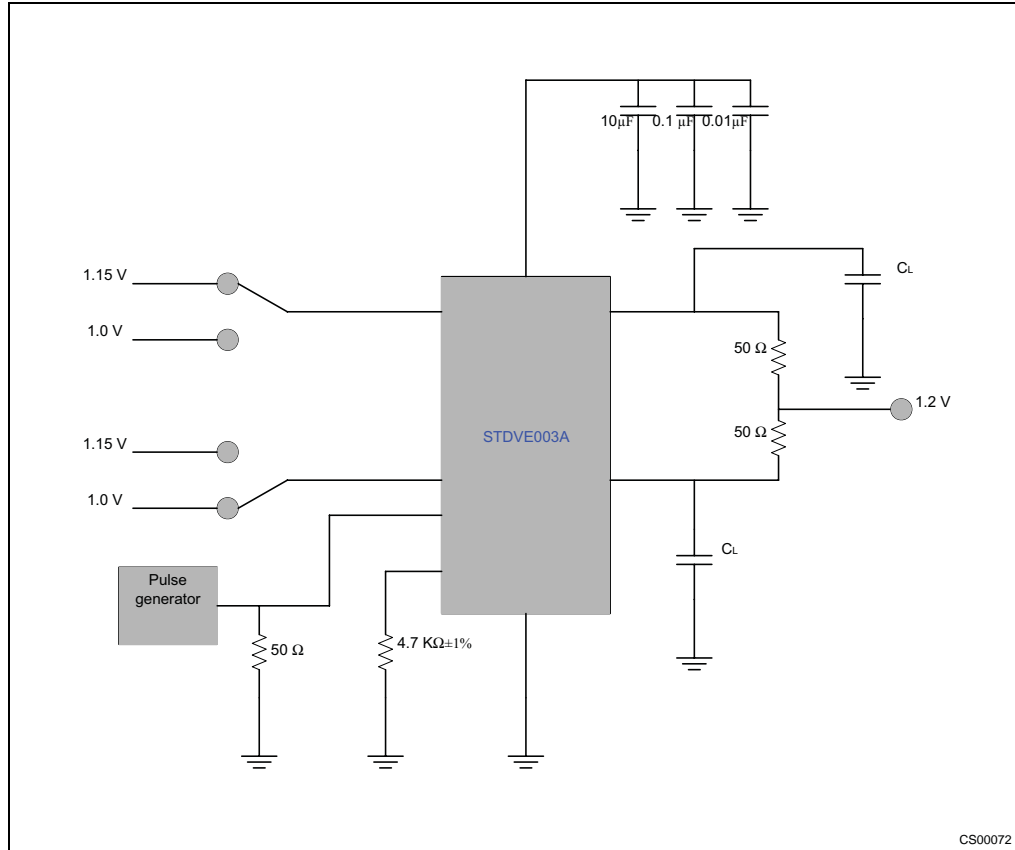 10µF 0.1 µF 0.01µF
1.15 V
CL
1.0 V
50 Ω
1.2 V
1.15 V
50 Ω
STDVE003A
1.0 V
CL
Pulse
generator
50 Ω
4.7 KΩ±1%
CS00072